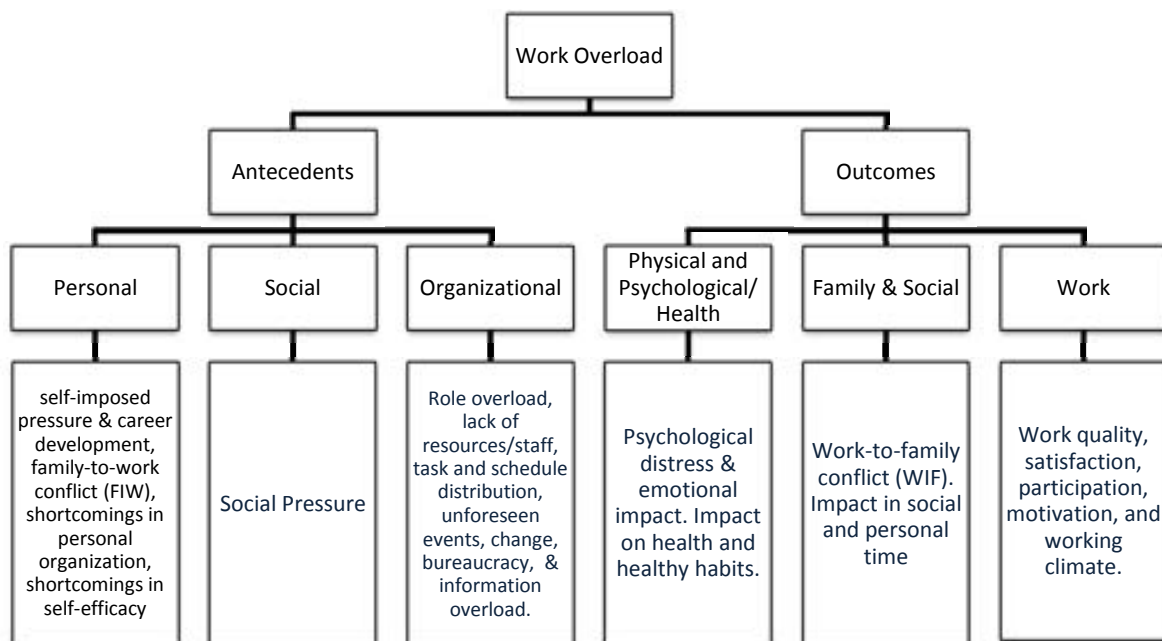 Work Overload
Antecedents
Outcomes
Personal
Social
Organizational
Physical and
Psychological/
Health
Family & Social
Work
self-imposed
pressure & career
development,
family-to-work
conflict (FIW),
shortcomings in
personal
organization,
shortcomings in
self-efficacy
Social Pressure
Role overload,
lack of
resources/staff,
task and schedule
distribution,
unforeseen
events, change,
bureaucracy, &
information
overload.
Psychological
distress &
emotional
impact. Impact
on health and
healthy habits.
Work-to-family
conflict (WIF).
Impact in social
and personal
time
Work quality,
satisfaction,
participation,
motivation, and
working
climate.